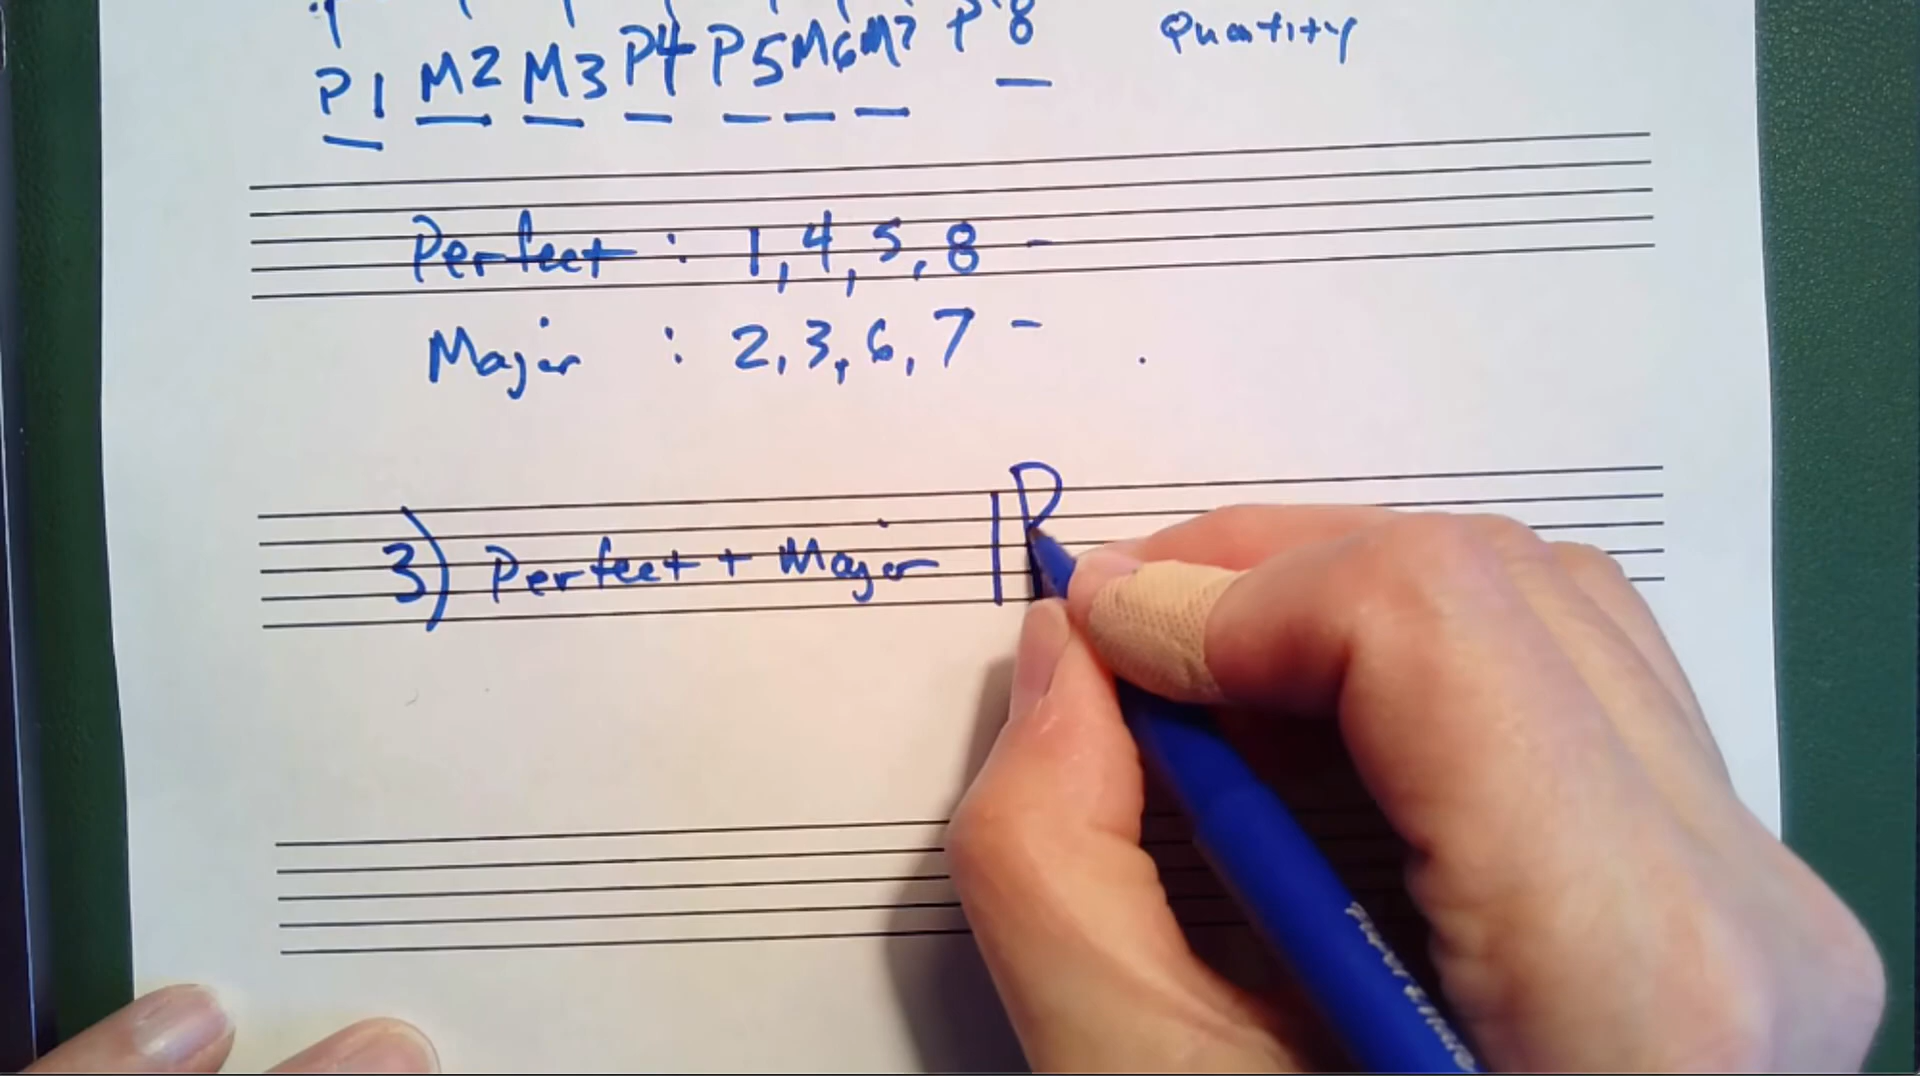 P1 M2 M3 P4 P5 M6 M7 P8 Quantity
Perfect : 1, 4, 5, 8 -
Major : 2, 3, 6, 7 -
3) Perfect + Major | P